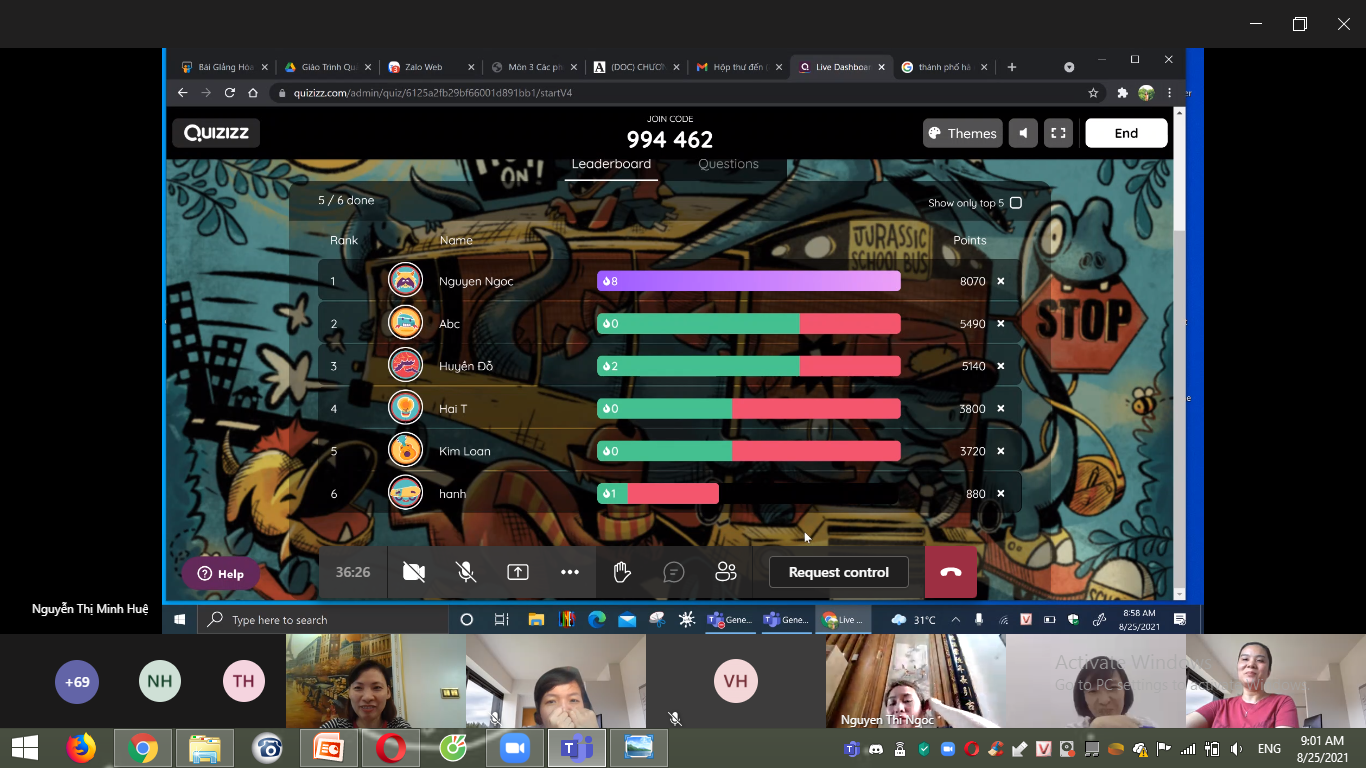 Bài Giảng Hóa
Giáo Trình Quả
Zalo Web
Môn 3 Các ph
(DOC) CHƯƠN
Hộp thư đến (
Live Dashboar
thành phố hà
quizizz.com/admin/quiz/6125a2fb29bf66001d891bb1/startV4
QUIZIZZ
JOIN CODE
994 462
Themes
End
Leaderboard
Questions
ON!
5 / 6 done
Show only top 5
Rank
Name
Points
JURASSIC
SCHOOL BUS
STOP
1
Nguyen Ngoc
8
8070
2
Abc
0
5490
3
Huyền Đỗ
2
5140
4
Hai T
0
3800
5
Kim Loan
0
3720
6
hanh
1
880
Help
36:26
Request control
Nguyễn Thị Minh Huệ
Type here to search
Gene...
Gene...
Live ...
31°C
8:58 AM
8/25/2021
+69
NH
TH
VH
Nguyen Thi Ngoc
Activate Windows
Go to PC settings to
ENG
9:01 AM
8/25/2021